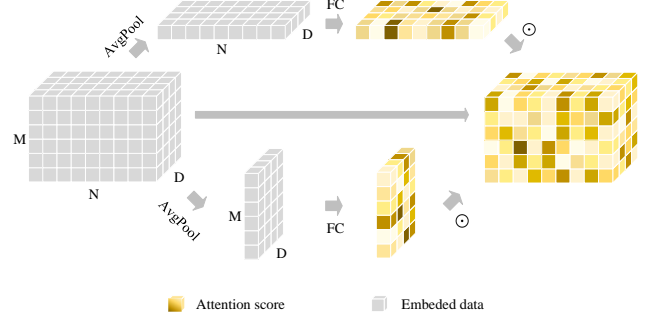 AvgPool
N
D
FC
⊙
M
N
D
AvgPool
M
D
FC
⊙
Attention score
Embeded data